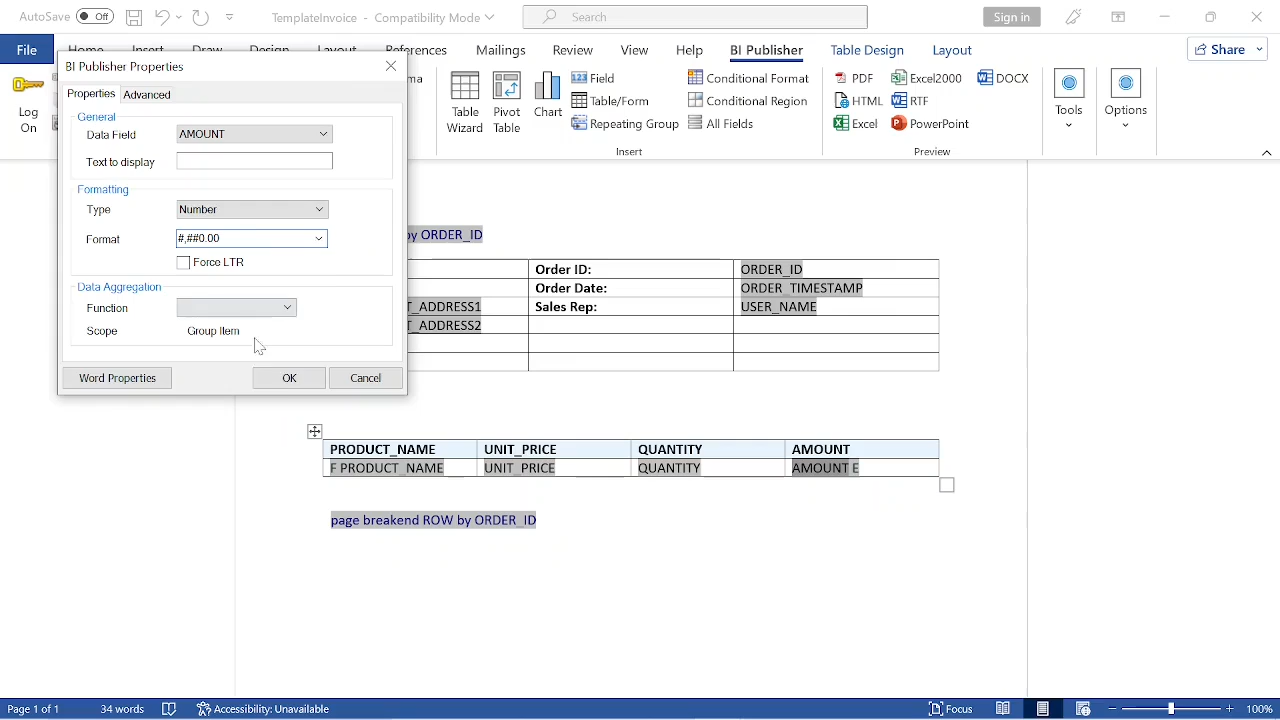 AutoSave Off TemplateInvoice - Compatibility Mode Search Sign in
File Home Insert Draw Design Layout References Mailings Review View Help BI Publisher Table Design Layout Share
BI Publisher Properties
Properties Advanced
General
Data Field AMOUNT
Text to display
Formatting
Type Number
Format #,##0.00
Force LTR
Data Aggregation
Function
Scope Group Item
Word Properties OK Cancel
Log On
Table Wizard
Pivot Table
Chart
Field
Table/Form
Repeating Group
Conditional Format
Conditional Region
All Fields
Insert
PDF Excel2000 DOCX
HTML RTF
Excel PowerPoint
Preview
Tools
Options
by ORDER_ID
Order ID: ORDER_ID
Order Date: ORDER_TIMESTAMP
T_ADDRESS1 Sales Rep: USER_NAME
T_ADDRESS2
PRODUCT_NAME UNIT_PRICE QUANTITY AMOUNT
F PRODUCT_NAME UNIT_PRICE QUANTITY AMOUNT E
page breakend ROW by ORDER_ID
Page 1 of 1 34 words Accessibility: Unavailable Focus 100%